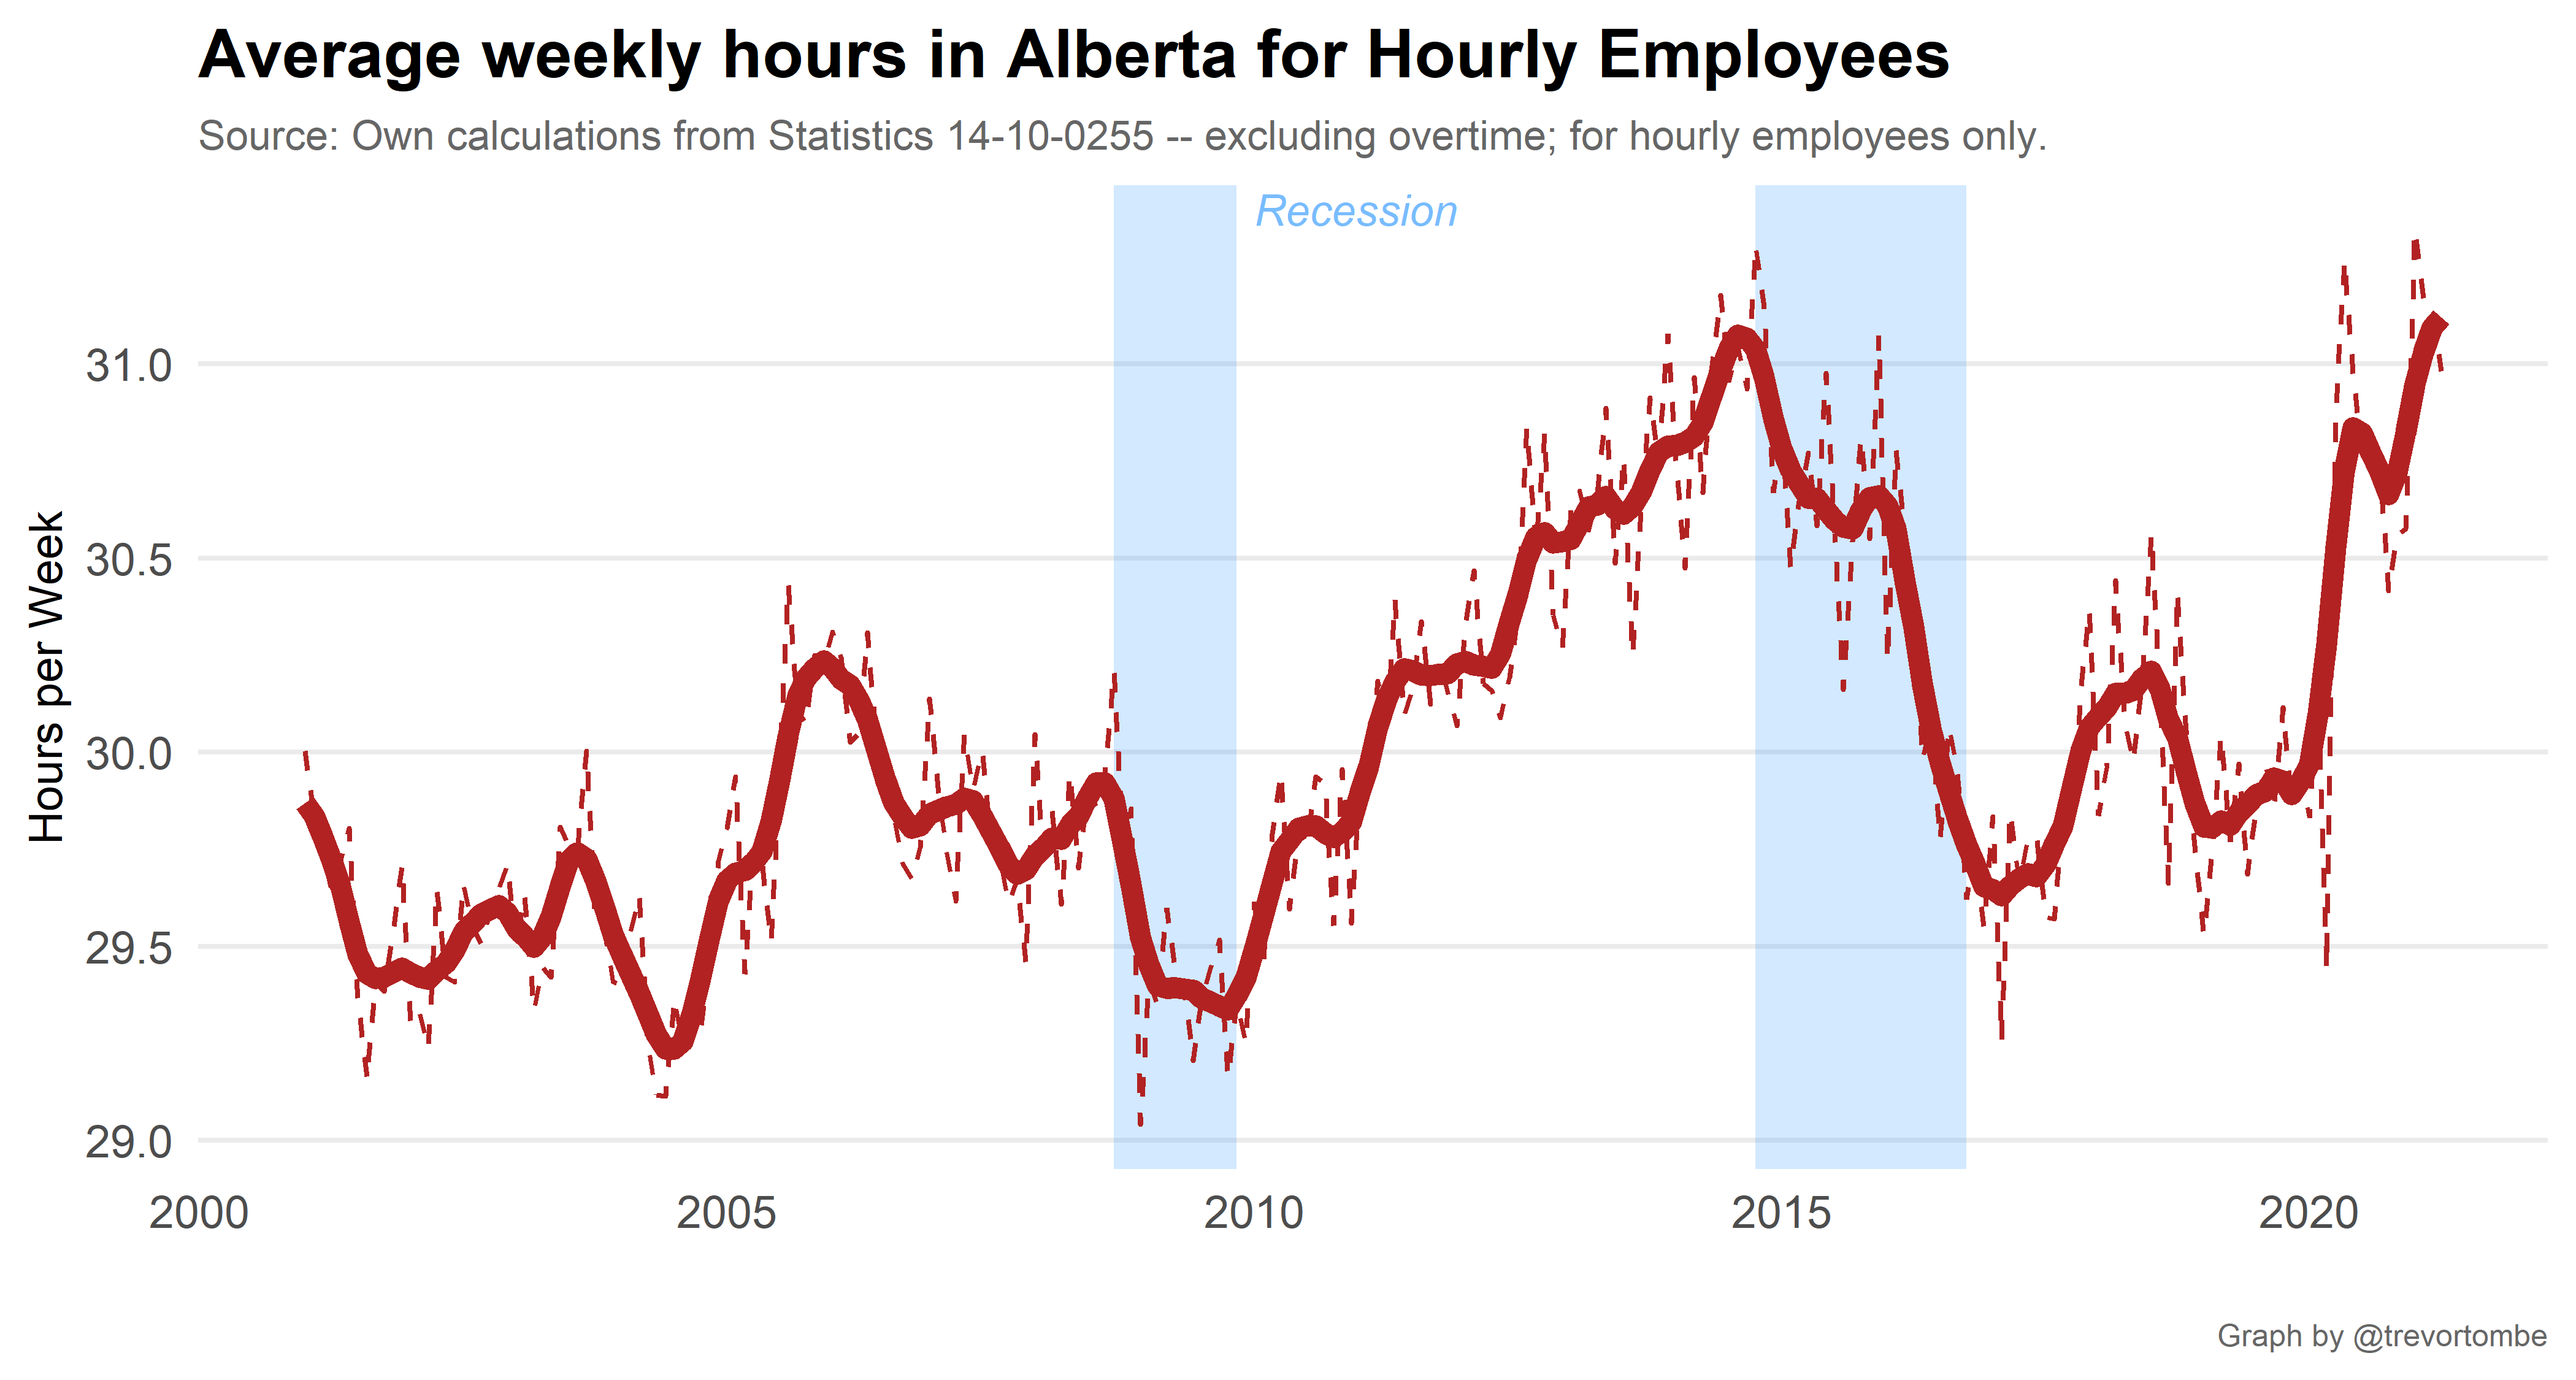 Average weekly hours in Alberta for Hourly Employees
Source: Own calculations from Statistics 14-10-0255 -- excluding overtime; for hourly employees only.
Recession
Hours per Week
31.0
30.5
30.0
29.5
29.0
2000 2005 2010 2015 2020
Graph by @trevortombe